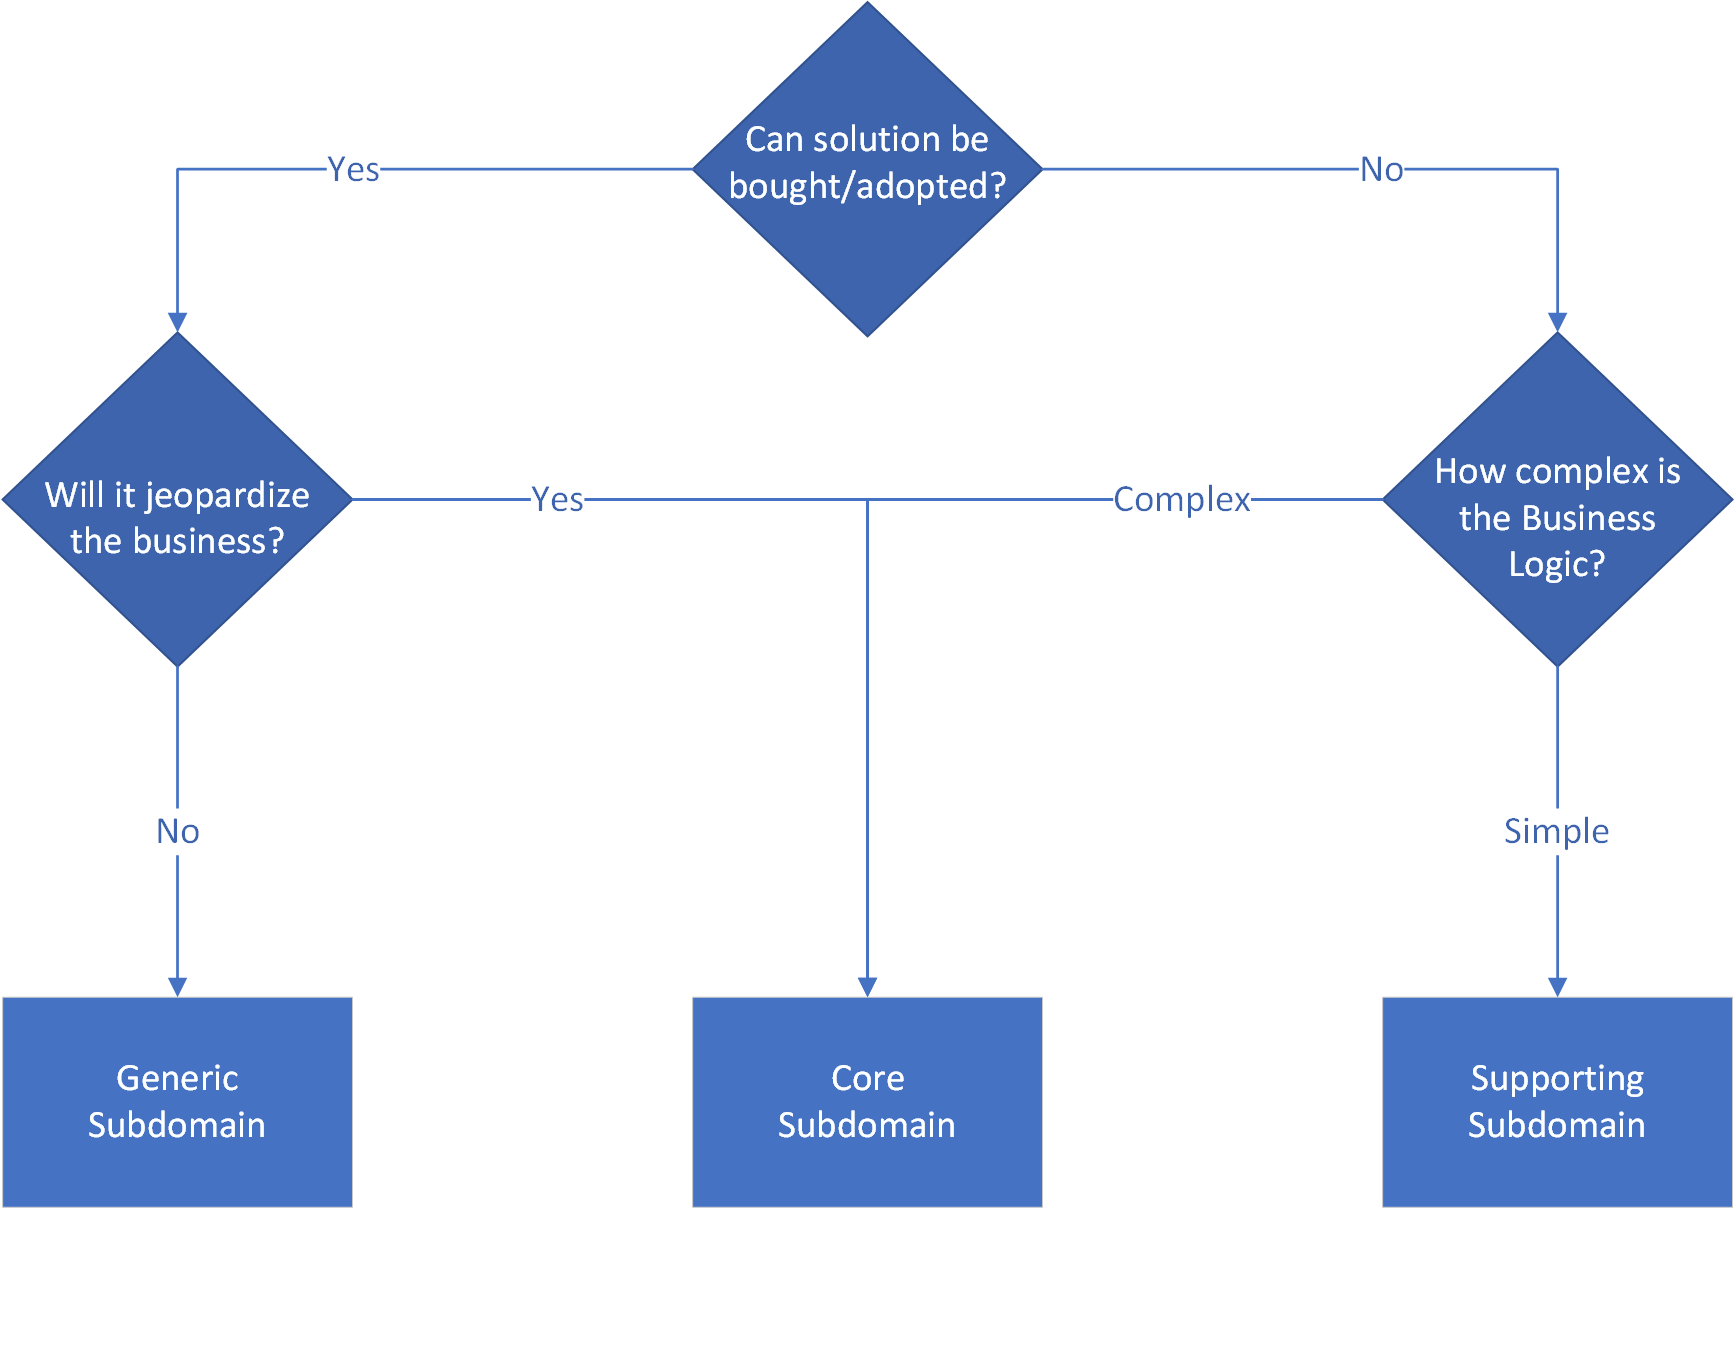 Can solution be
bought/adopted?
Yes
No
Will it jeopardize
the business?
Yes
Complex
How complex is
the Business
Logic?
No
Simple
Generic
Subdomain
Core
Subdomain
Supporting
Subdomain